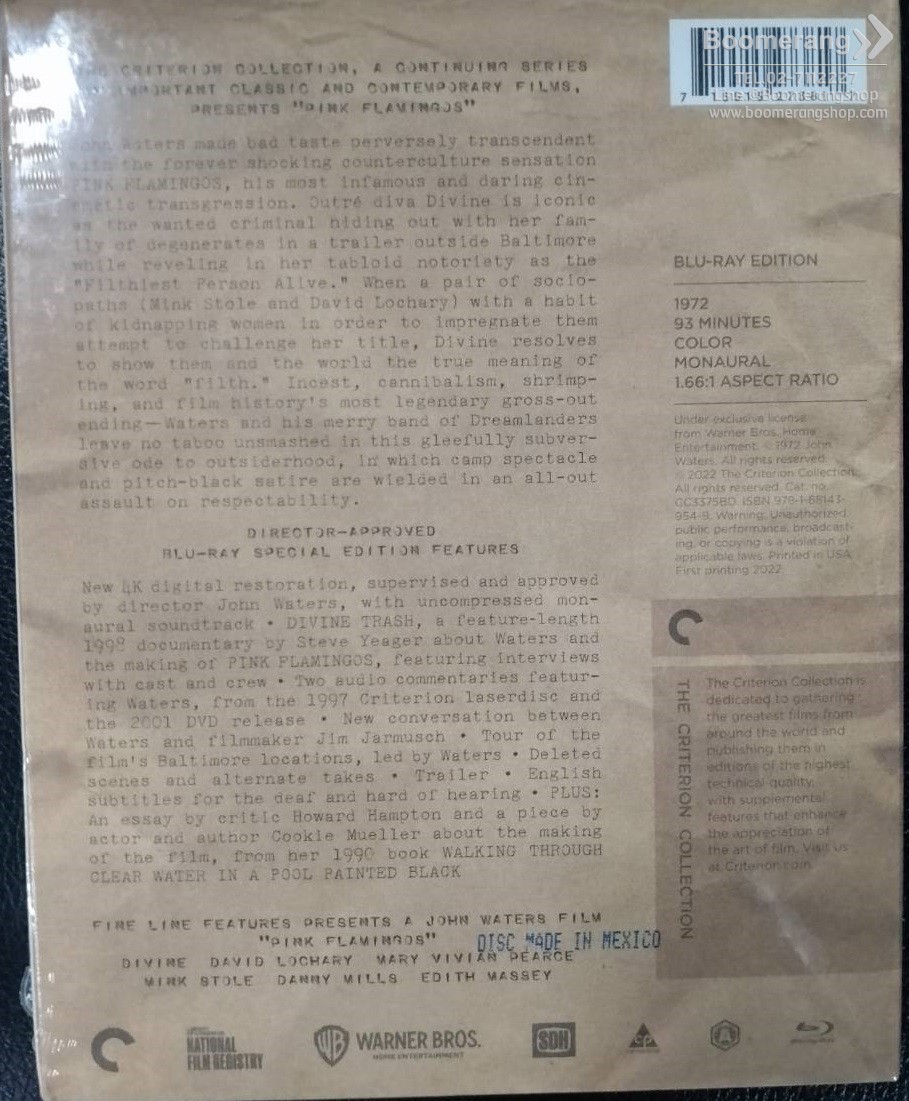 THE CRITERION COLLECTION, A CONTINUING SERIES
OF IMPORTANT CLASSIC AND CONTEMPORARY FILMS,
PRESENTS "PINK FLAMINGOS"
John Waters made bad taste perversely transcendent
with the forever shocking counterculture sensation
PINK FLAMINGOS, his most infamous and daring cin-
ematic transgression. Outré diva Divine is iconic
as the wanted criminal hiding out with her fam-
ily of degenerates in a trailer outside Baltimore
while reveling in her tabloid notoriety as the
"Filthiest Person Alive." When a pair of socio-
paths (Mink Stole and David Lochary) with a habit
of kidnapping women in order to impregnate them
attempt to challenge her title, Divine resolves
to show them and the world the true meaning of
the word "filth." Incest, cannibalism, shrimp-
ing, and film history's most legendary gross-out
ending—Waters and his merry band of Dreamlanders
leave no taboo unsmashed in this gleefully subver-
sive ode to outsiderhood, in which camp spectacle
and pitch-black satire are wielded in an all-out
assault on respectability.
DIRECTOR-APPROVED
BLU-RAY SPECIAL EDITION FEATURES
New 4K digital restoration, supervised and approved
by director John Waters, with uncompressed mon-
aural soundtrack • DIVINE TRASH, a feature-length
1998 documentary by Steve Yeager about Waters and
the making of PINK FLAMINGOS, featuring interviews
with cast and crew • Two audio commentaries featur-
ing Waters, from the 1997 Criterion laserdisc and
the 2001 DVD release • New conversation between
Waters and filmmaker Jim Jarmusch • Tour of the
film's Baltimore locations, led by Waters • Deleted
scenes and alternate takes • Trailer • English
subtitles for the deaf and hard of hearing • PLUS:
An essay by critic Howard Hampton and a piece by
actor and author Cookie Mueller about the making
of the film, from her 1990 book WALKING THROUGH
CLEAR WATER IN A POOL PAINTED BLACK
FINE LINE FEATURES PRESENTS A JOHN WATERS FILM
"PINK FLAMINGOS"
DISC MADE IN MEXICO
DIVINE DAVID LOCHARY MARY VIVIAN PEARCE
MINK STOLE DANNY MILLS EDITH MASSEY
Boomerang
TEL.02-7112227
www.boomerangshop.com
BLU-RAY EDITION
1972
93 MINUTES
COLOR
MONAURAL
1.66:1 ASPECT RATIO
Under exclusive license
from Warner Bros. Home
Entertainment. © 1972 John
Waters. All rights reserved.
© 2022 The Criterion Collection.
All rights reserved. Cat. no.
CC3375BD. ISBN 978-1-68143-
954-9. Warning: Unauthorized
public performance, broadcast-
ing, or copying is a violation of
applicable laws. Printed in USA.
First printing 2022.
THE CRITERION COLLECTION
The Criterion Collection is
dedicated to gathering
the greatest films from
around the world and
publishing them in
editions of the highest
technical quality,
with supplemental
features that enhance
the appreciation of
the art of film. Visit us
at Criterion.com
NATIONAL
FILM REGISTRY
WB WARNER BROS.
HOME ENTERTAINMENT
SDH
cp
A